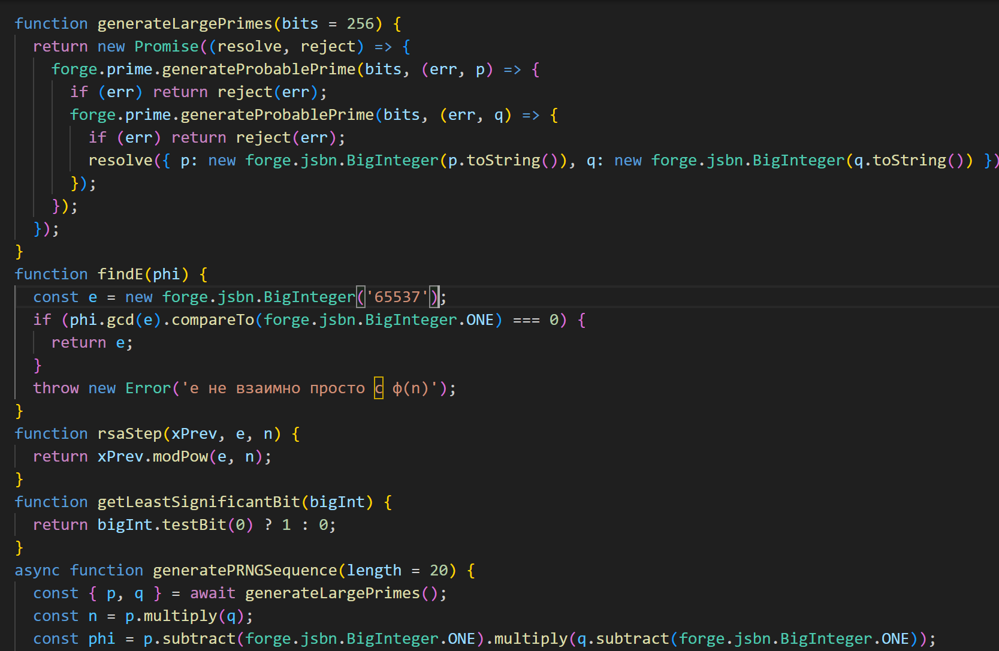 function generateLargePrimes(bits = 256) {
  return new Promise((resolve, reject) => {
    forge.prime.generateProbablePrime(bits, (err, p) => {
      if (err) return reject(err);
      forge.prime.generateProbablePrime(bits, (err, q) => {
        if (err) return reject(err);
        resolve({ p: new forge.jsbn.BigInteger(p.toString()), q: new forge.jsbn.BigInteger(q.toString()) })
      });
    });
  });
}
function findE(phi) {
  const e = new forge.jsbn.BigInteger('65537');
  if (phi.gcd(e).compareTo(forge.jsbn.BigInteger.ONE) === 0) {
    return e;
  }
  throw new Error('e не взаимно просто с ф(n)');
}
function rsaStep(xPrev, e, n) {
  return xPrev.modPow(e, n);
}
function getLeastSignificantBit(bigInt) {
  return bigInt.testBit(0) ? 1 : 0;
}
async function generatePRNGSequence(length = 20) {
  const { p, q } = await generateLargePrimes();
  const n = p.multiply(q);
  const phi = p.subtract(forge.jsbn.BigInteger.ONE).multiply(q.subtract(forge.jsbn.BigInteger.ONE));